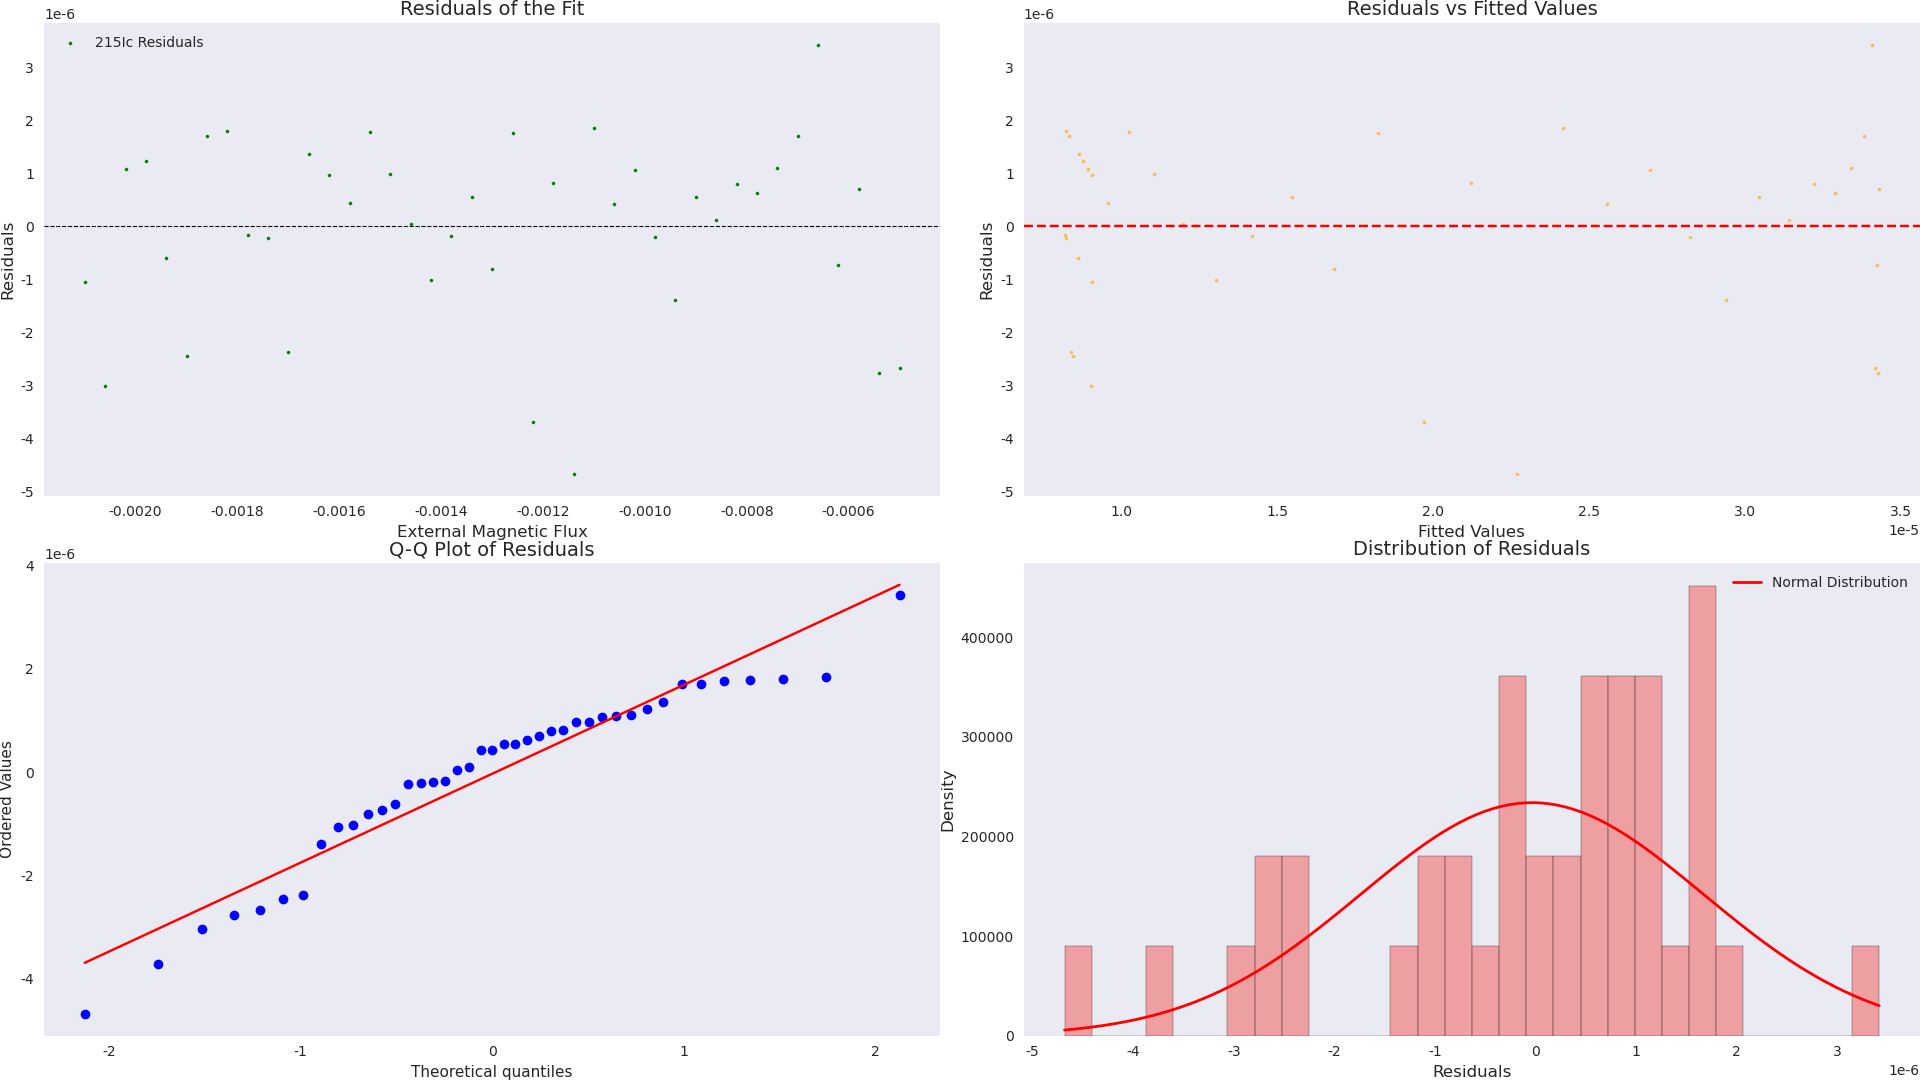 Residuals of the Fit
1e-6
215Ic Residuals
3
2
1
0
-1
-2
-3
-4
-5
Residuals
-0.0020 -0.0018 -0.0016 -0.0014 -0.0012 -0.0010 -0.0008 -0.0006
External Magnetic Flux
Residuals vs Fitted Values
1e-6
3
2
1
0
-1
-2
-3
-4
-5
Residuals
1.0 1.5 2.0 2.5 3.0 3.5
1e-5
Fitted Values
Q-Q Plot of Residuals
1e-6
4
2
0
-2
-4
Ordered Values
-2 -1 0 1 2
Theoretical quantiles
Distribution of Residuals
Normal Distribution
400000
300000
200000
100000
0
Density
-5 -4 -3 -2 -1 0 1 2 3
1e-6
Residuals